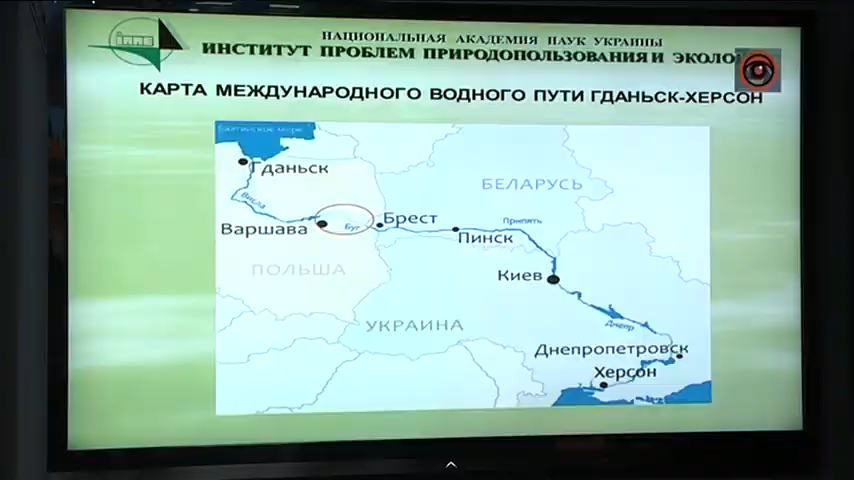 НАЦИОНАЛЬНАЯ АКАДЕМИЯ НАУК УКРАИНЫ
ИНСТИТУТ ПРОБЛЕМ ПРИРОДОПОЛЬЗОВАНИЯ И ЭКОЛО
КАРТА МЕЖДУНАРОДНОГО ВОДНОГО ПУТИ ГДАНЬСК-ХЕРСОН
Балтийское море
Гданьск
БЕЛАРУСЬ
Висла
Брест
Припять
Варшава
Буг
Пинск
ПОЛЬША
Киев
УКРАИНА
Днепр
Днепропетровск
Херсон